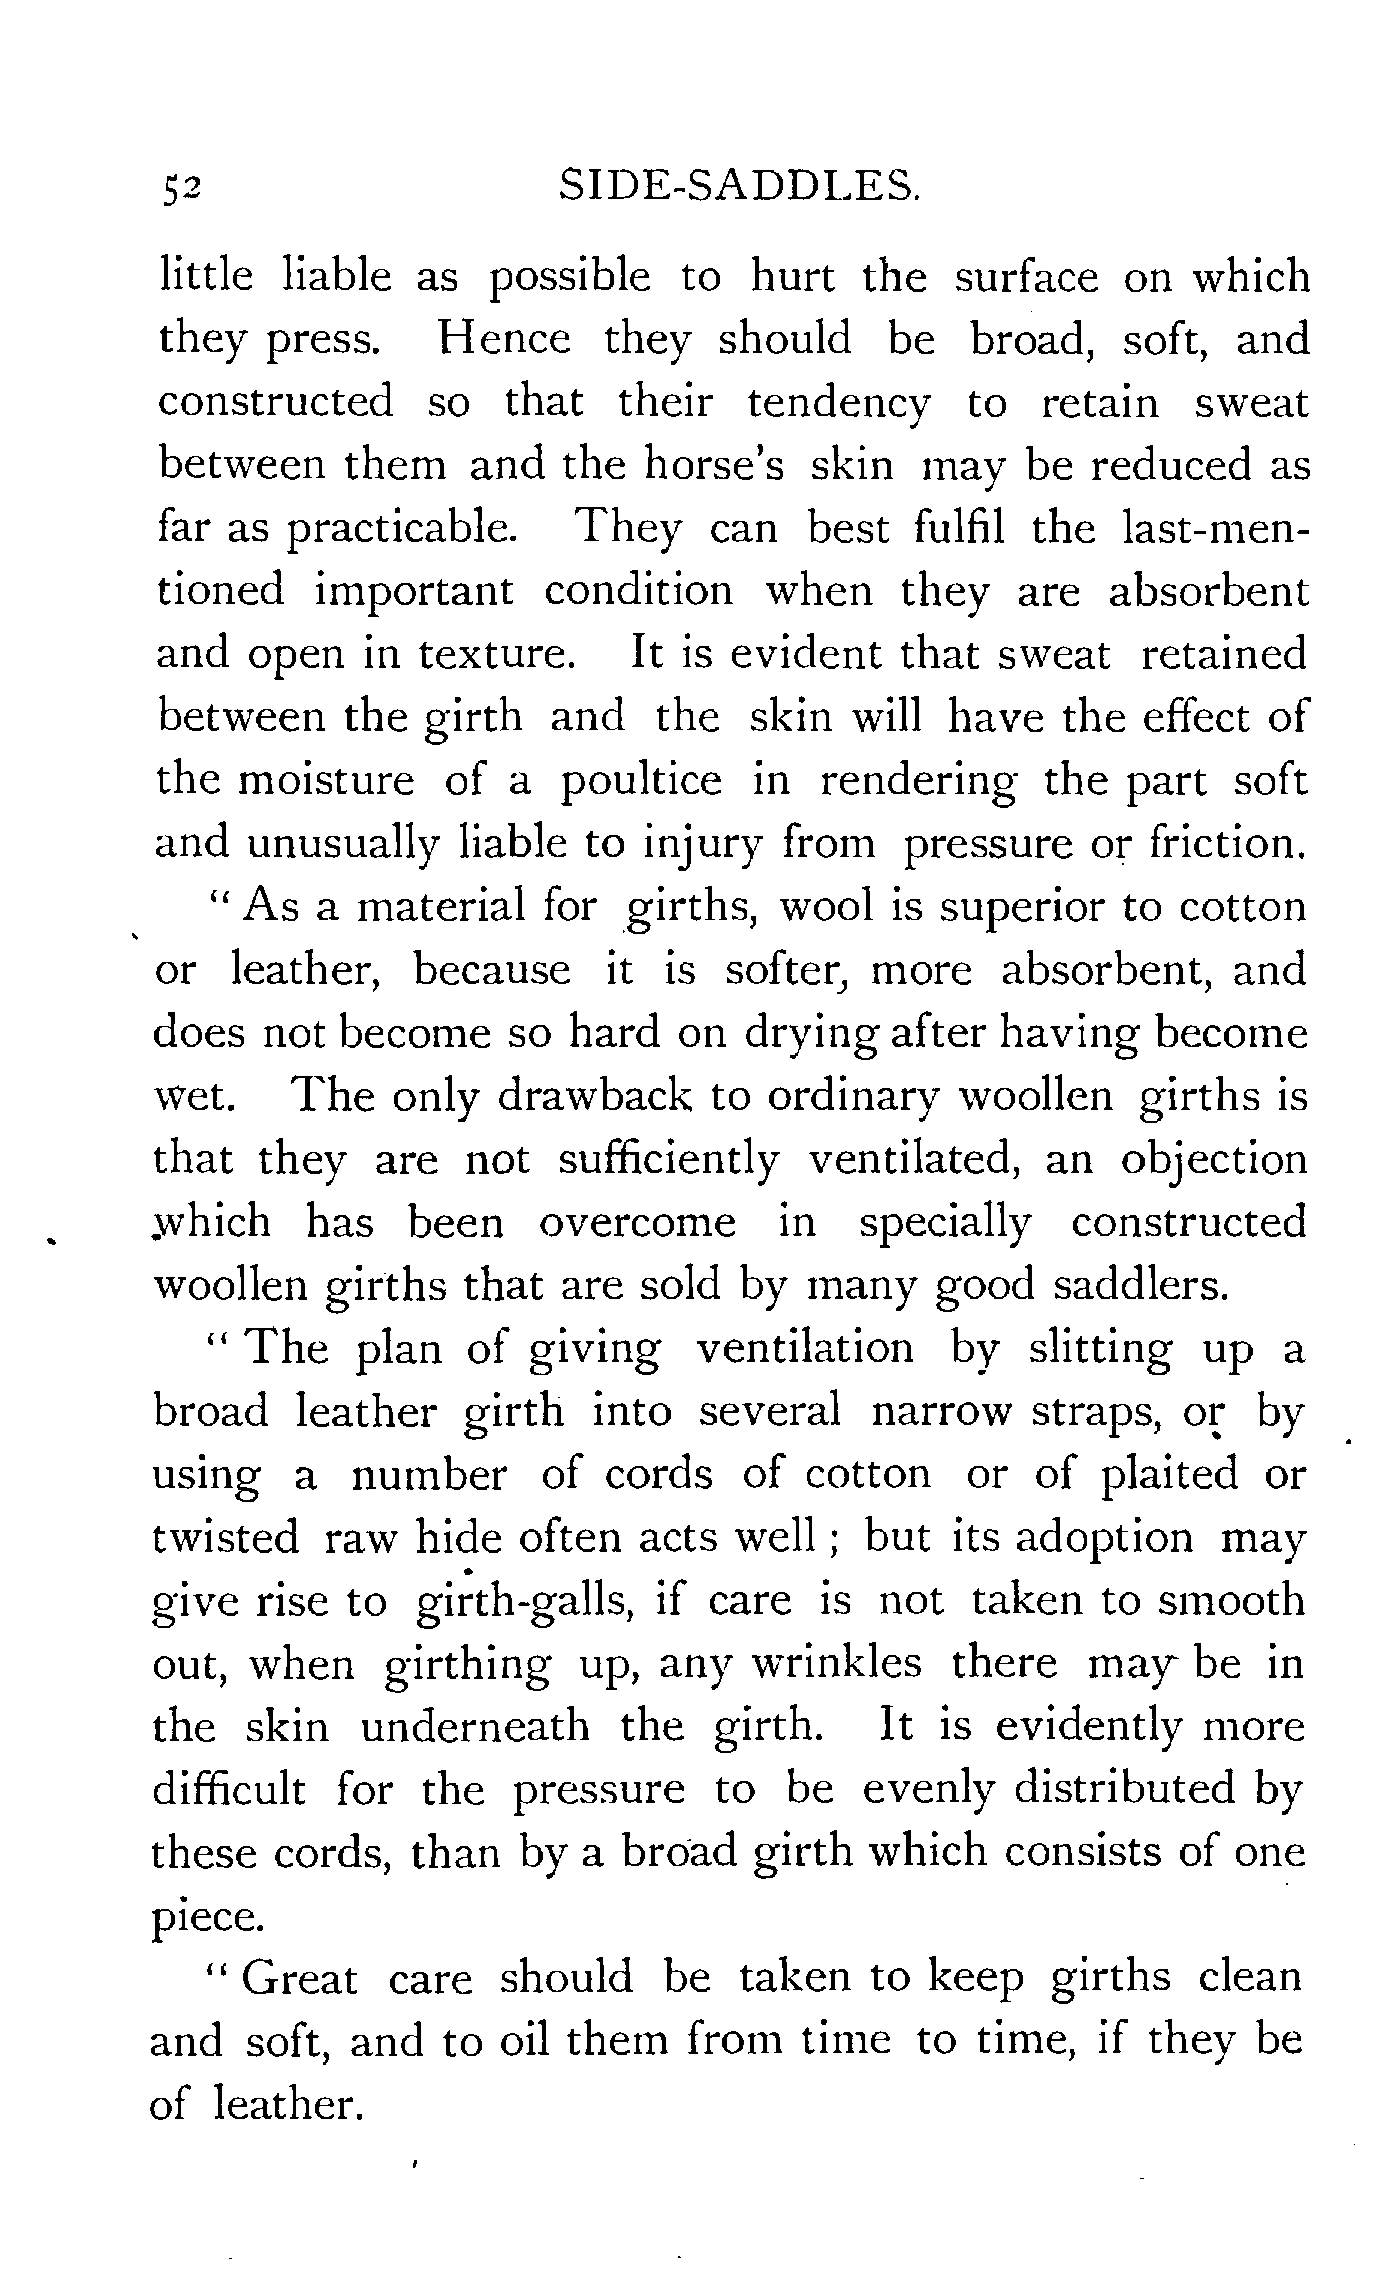 52 SIDE-SADDLES.
little liable as possible to hurt the surface on which
they press. Hence they should be broad, soft, and
constructed so that their tendency to retain sweat
between them and the horse's skin may be reduced as
far as practicable. They can best fulfil the last-men-
tioned important condition when they are absorbent
and open in texture. It is evident that sweat retained
between the girth and the skin will have the effect of
the moisture of a poultice in rendering the part soft
and unusually liable to injury from pressure or friction.
“ As a material for girths, wool is superior to cotton
or leather, because it is softer, more absorbent, and
does not become so hard on drying after having become
wet. The only drawback to ordinary woollen girths is
that they are not sufficiently ventilated, an objection
which has been overcome in specially constructed
woollen girths that are sold by many good saddlers.
“ The plan of giving ventilation by slitting up a
broad leather girth into several narrow straps, or by
using a number of cords of cotton or of plaited or
twisted raw hide often acts well ; but its adoption may
give rise to girth-galls, if care is not taken to smooth
out, when girthing up, any wrinkles there may be in
the skin underneath the girth. It is evidently more
difficult for the pressure to be evenly distributed by
these cords, than by a broad girth which consists of one
piece.
“ Great care should be taken to keep girths clean
and soft, and to oil them from time to time, if they be
of leather.